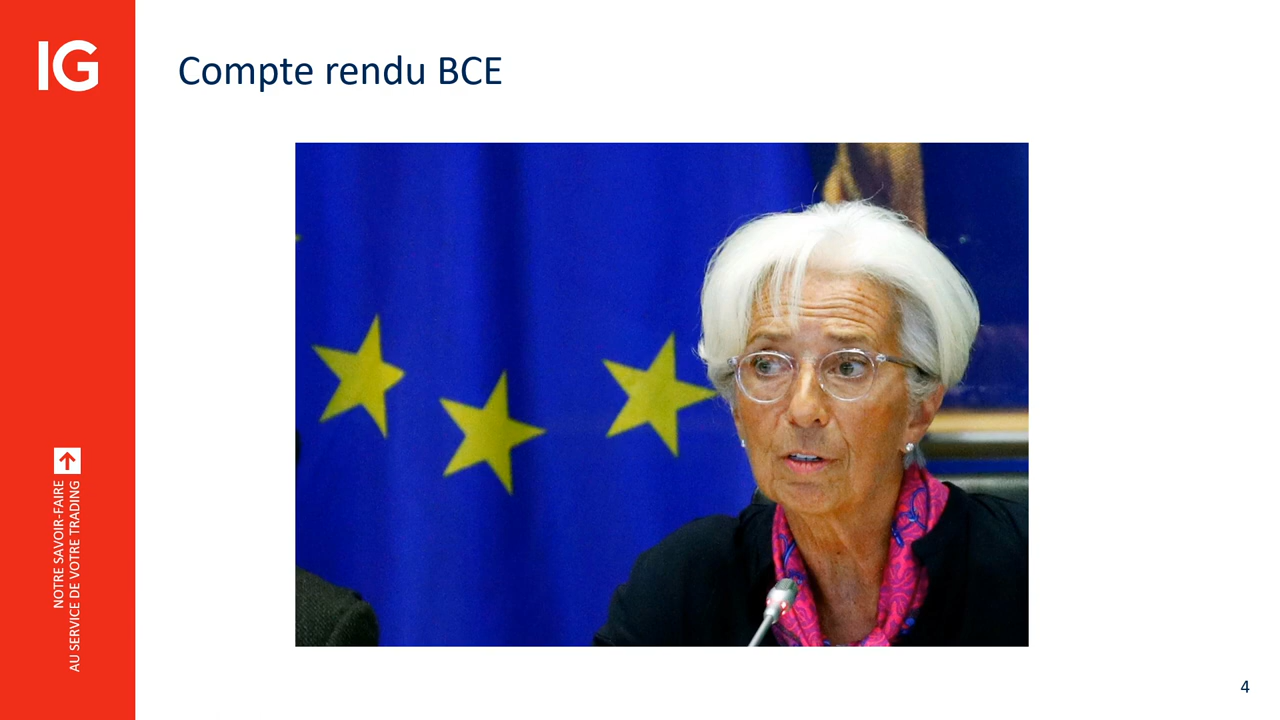 IG
Compte rendu BCE
NOTRE SAVOIR-FAIRE
AU SERVICE DE VOTRE TRADING
4